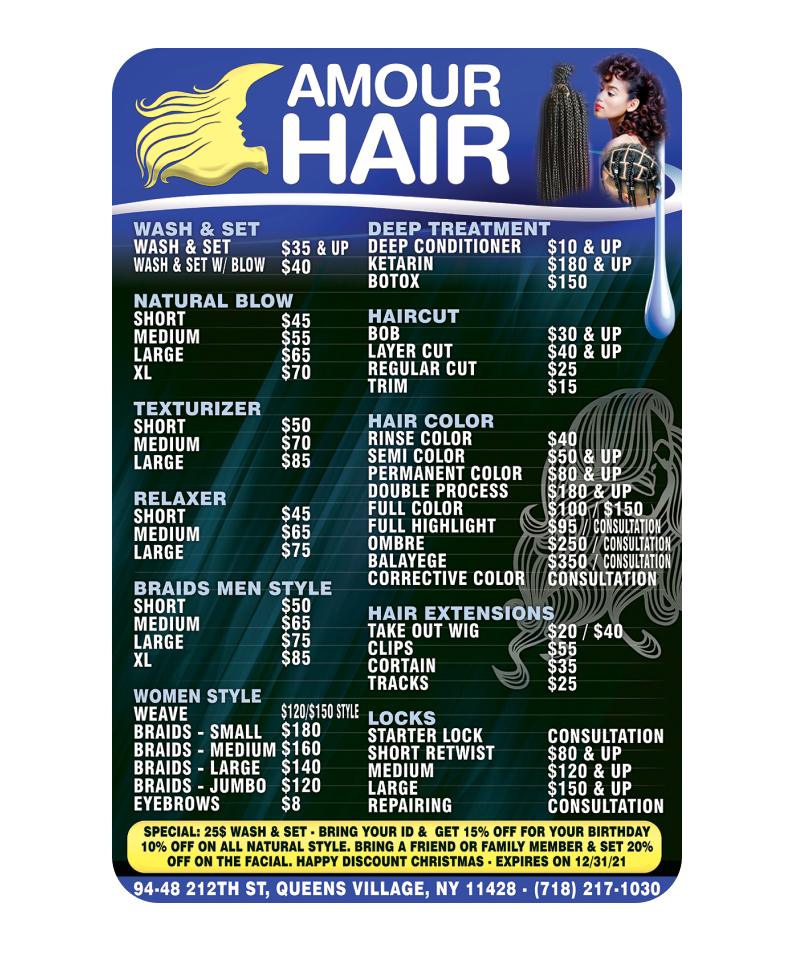 AMOUR
HAIR
WASH & SET
WASH & SET $35 & UP
WASH & SET W/ BLOW $40
NATURAL BLOW
SHORT $45
MEDIUM $55
LARGE $65
XL $70
TEXTURIZER
SHORT $50
MEDIUM $70
LARGE $85
RELAXER
SHORT $45
MEDIUM $65
LARGE $75
BRAIDS MEN STYLE
SHORT $50
MEDIUM $65
LARGE $75
XL $85
WOMEN STYLE
WEAVE $120/$150 STYLE
BRAIDS - SMALL $180
BRAIDS - MEDIUM $160
BRAIDS - LARGE $140
BRAIDS - JUMBO $120
EYEBROWS $8
DEEP TREATMENT
DEEP CONDITIONER $10 & UP
KETARIN $180 & UP
BOTOX $150
HAIRCUT
BOB $30 & UP
LAYER CUT $40 & UP
REGULAR CUT $25
TRIM $15
HAIR COLOR
RINSE COLOR $40
SEMI COLOR $50 & UP
PERMANENT COLOR $80 & UP
DOUBLE PROCESS $180 & UP
FULL COLOR $100 / $150
FULL HIGHLIGHT $95 / CONSULTATION
OMBRE $250 / CONSULTATION
BALAYEGE $350 / CONSULTATION
CORRECTIVE COLOR CONSULTATION
HAIR EXTENSIONS
TAKE OUT WIG $20 / $40
CLIPS $55
CORTAIN $35
TRACKS $25
LOCKS
STARTER LOCK CONSULTATION
SHORT RETWIST $80 & UP
MEDIUM $120 & UP
LARGE $150 & UP
REPAIRING CONSULTATION
SPECIAL: 25$ WASH & SET - BRING YOUR ID & GET 15% OFF FOR YOUR BIRTHDAY
10% OFF ON ALL NATURAL STYLE. BRING A FRIEND OR FAMILY MEMBER & SET 20%
OFF ON THE FACIAL. HAPPY DISCOUNT CHRISTMAS - EXPIRES ON 12/31/21
94-48 212TH ST, QUEENS VILLAGE, NY 11428 - (718) 217-1030